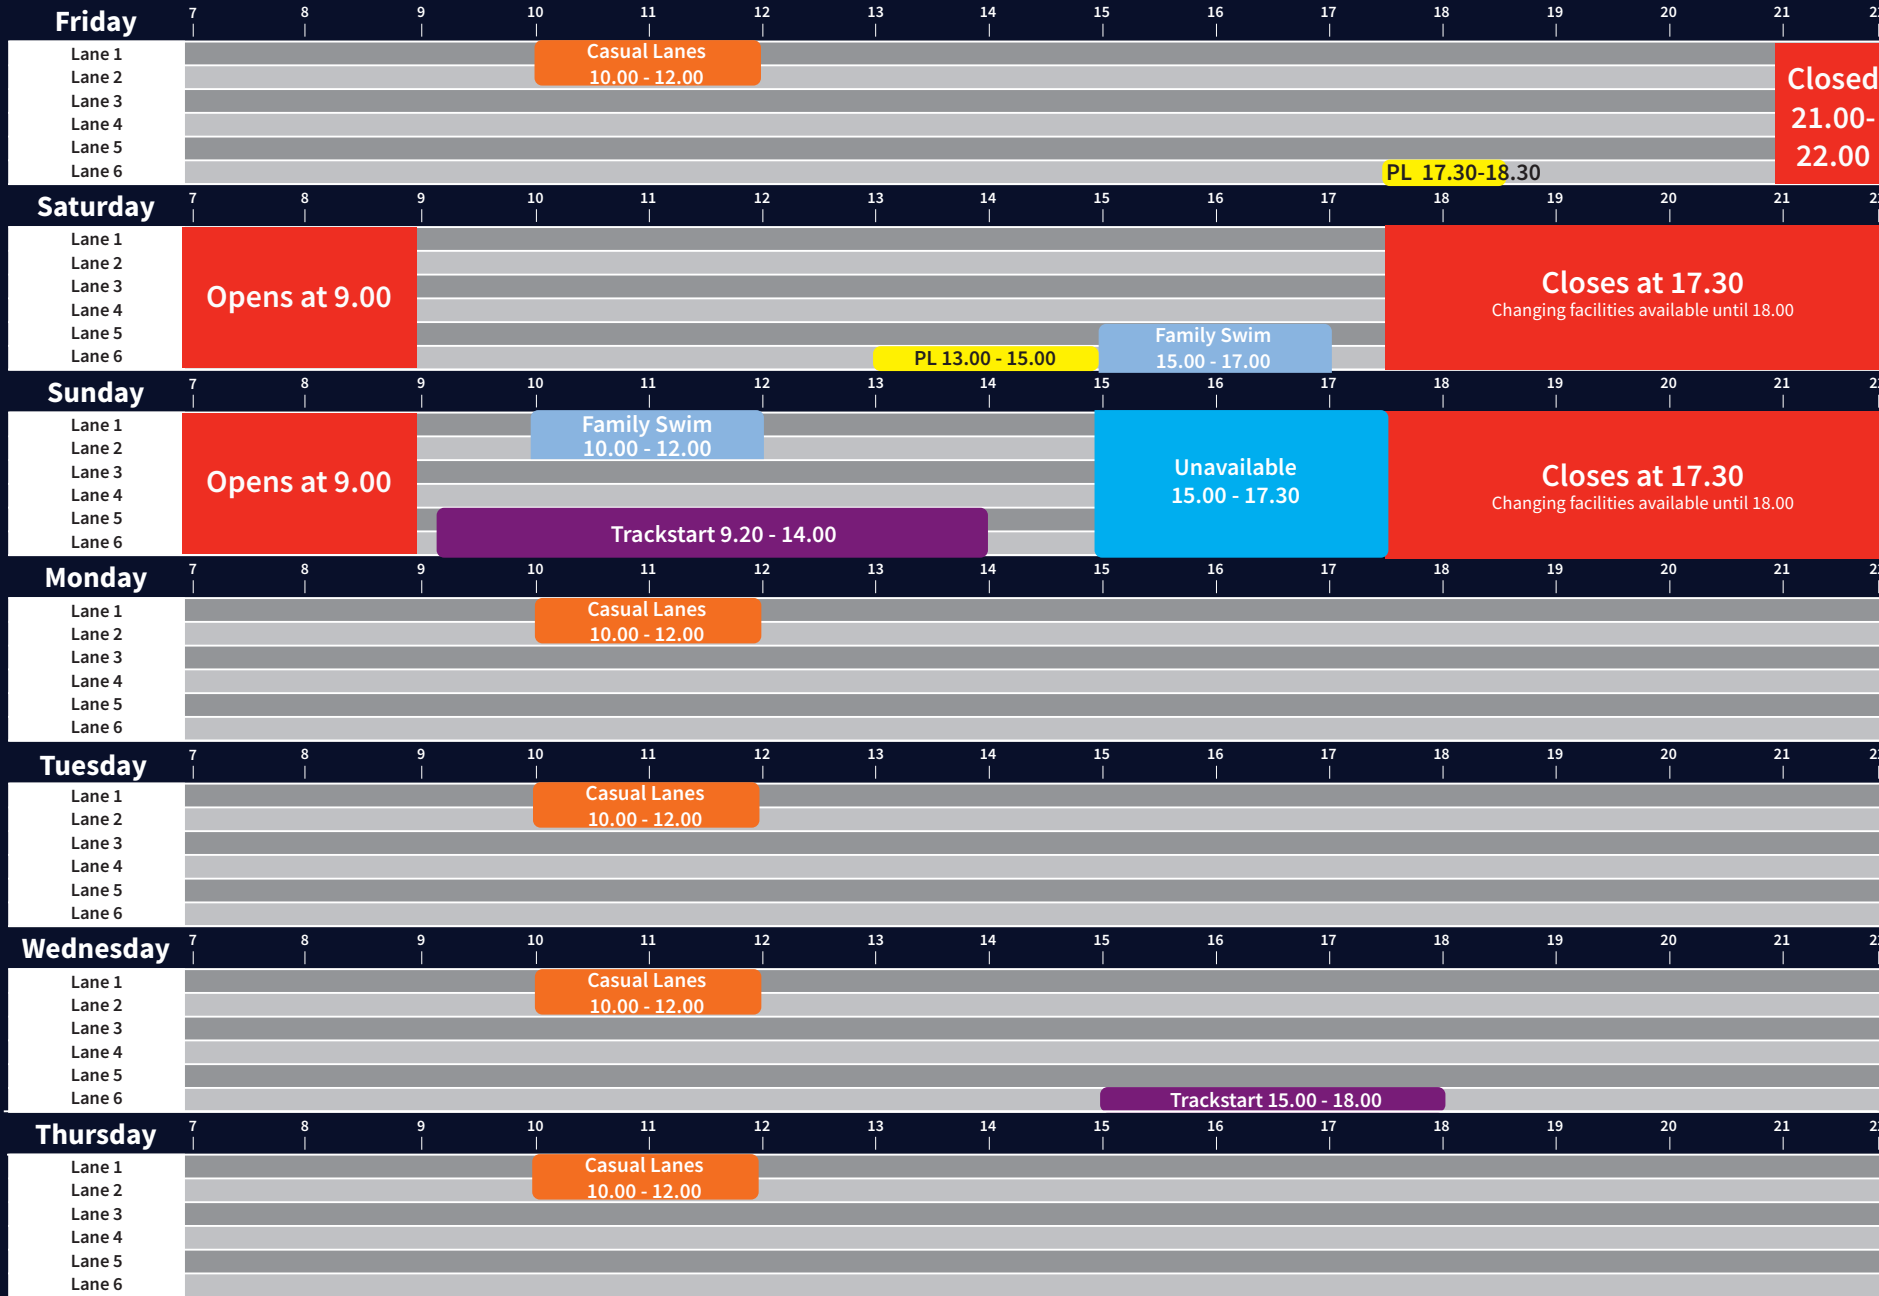 Friday 7 8 9 10 11 12 13 14 15 16 17 18 19 20 21
Lane 1
Lane 2
Lane 3
Lane 4
Lane 5
Lane 6
Casual Lanes
10.00 - 12.00
PL 17.30-18.30
Closed
21.00-
22.00
Saturday 7 8 9 10 11 12 13 14 15 16 17 18 19 20 21
Lane 1
Lane 2
Lane 3
Lane 4
Lane 5
Lane 6
Opens at 9.00
PL 13.00 - 15.00
Family Swim
15.00 - 17.00
Closes at 17.30
Changing facilities available until 18.00
Sunday 7 8 9 10 11 12 13 14 15 16 17 18 19 20 21
Lane 1
Lane 2
Lane 3
Lane 4
Lane 5
Lane 6
Opens at 9.00
Family Swim
10.00 - 12.00
Trackstart 9.20 - 14.00
Unavailable
15.00 - 17.30
Closes at 17.30
Changing facilities available until 18.00
Monday 7 8 9 10 11 12 13 14 15 16 17 18 19 20 21
Lane 1
Lane 2
Lane 3
Lane 4
Lane 5
Lane 6
Casual Lanes
10.00 - 12.00
Tuesday 7 8 9 10 11 12 13 14 15 16 17 18 19 20 21
Lane 1
Lane 2
Lane 3
Lane 4
Lane 5
Lane 6
Casual Lanes
10.00 - 12.00
Wednesday 7 8 9 10 11 12 13 14 15 16 17 18 19 20 21
Lane 1
Lane 2
Lane 3
Lane 4
Lane 5
Lane 6
Casual Lanes
10.00 - 12.00
Trackstart 15.00 - 18.00
Thursday 7 8 9 10 11 12 13 14 15 16 17 18 19 20 21
Lane 1
Lane 2
Lane 3
Lane 4
Lane 5
Lane 6
Casual Lanes
10.00 - 12.00